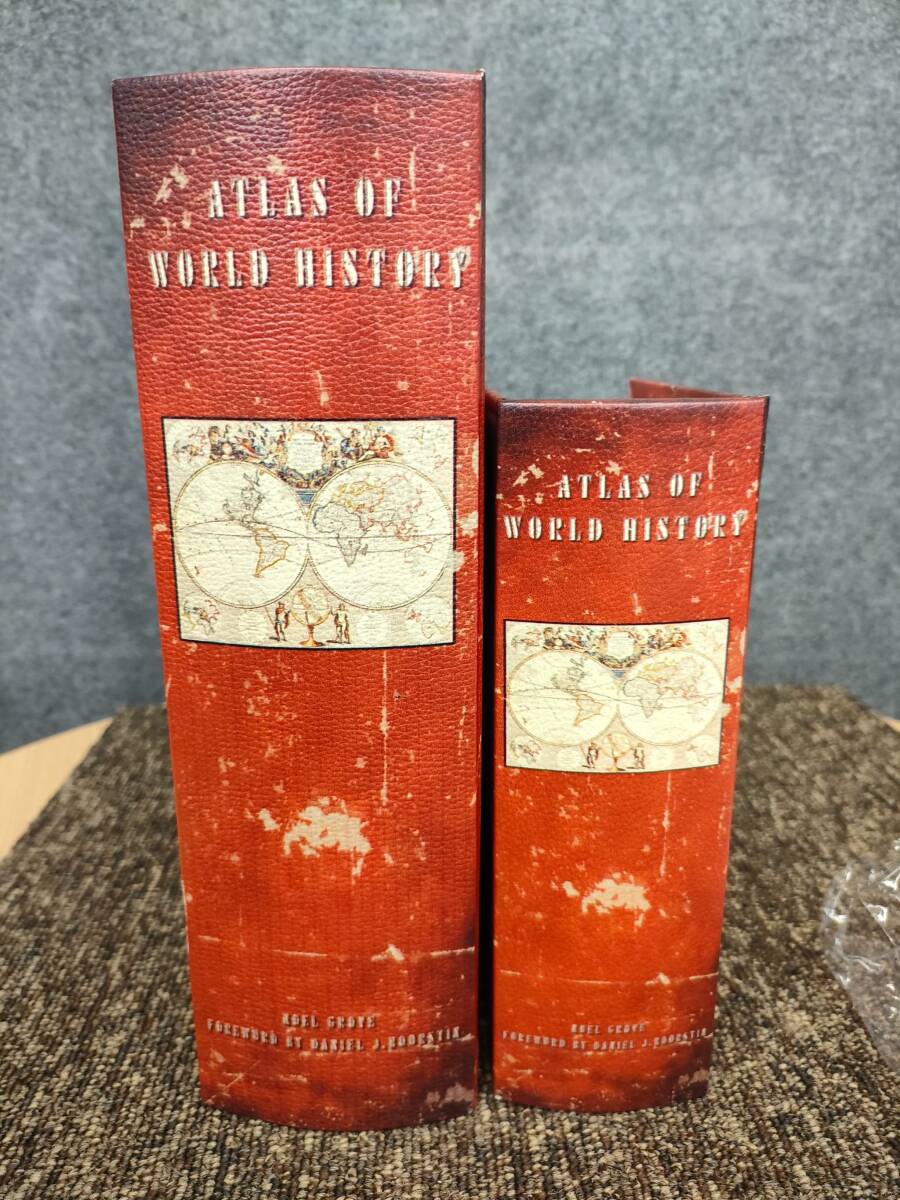 ATLAS OF
WORLD HISTORY
NOEL GROVE
FOREWORD BY DANIEL J. BOORSTIN
ATLAS OF
WORLD HISTORY
NOEL GROVE
FOREWORD BY DANIEL J. BOORSTIN